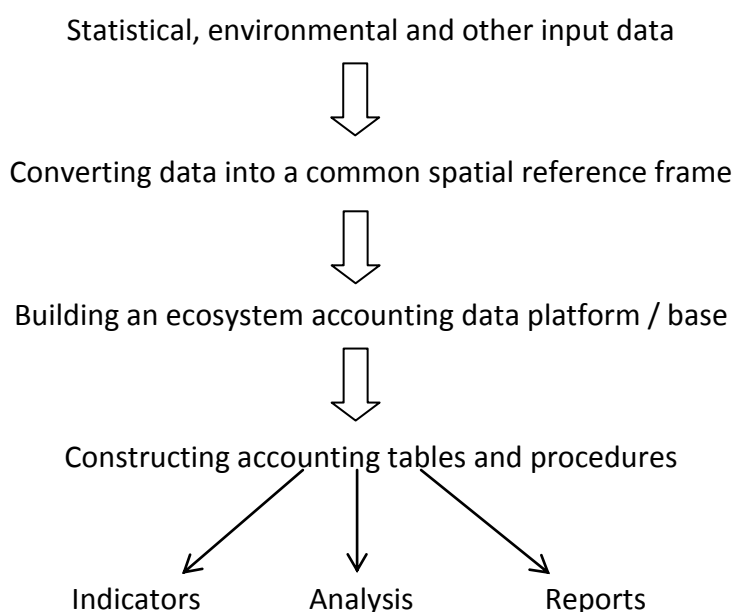 Statistical, environmental and other input data
Converting data into a common spatial reference frame
Building an ecosystem accounting data platform / base
Constructing accounting tables and procedures
Indicators Analysis Reports